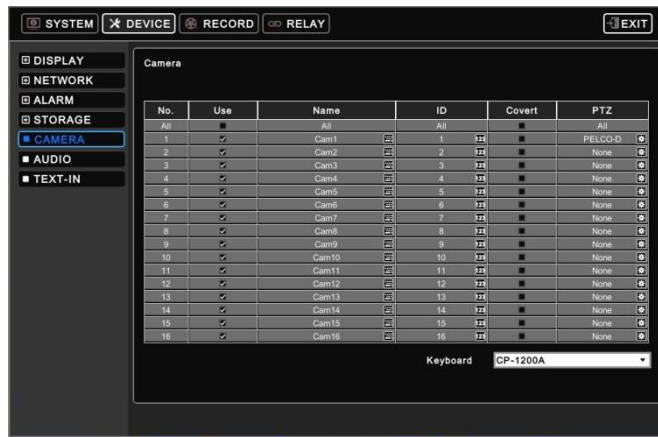 SYSTEM DEVICE RECORD RELAY EXIT
DISPLAY
NETWORK
ALARM
STORAGE
CAMERA
AUDIO
TEXT-IN
Camera
No. Use Name ID Covert PTZ
All All All All
1 Cam1 1 PELCO-D
2 Cam2 2 None
3 Cam3 3 None
4 Cam4 4 None
5 Cam5 5 None
6 Cam6 6 None
7 Cam7 7 None
8 Cam8 8 None
9 Cam9 9 None
10 Cam10 10 None
11 Cam11 11 None
12 Cam12 12 None
13 Cam13 13 None
14 Cam14 14 None
15 Cam15 15 None
16 Cam16 16 None
Keyboard CP-1200A